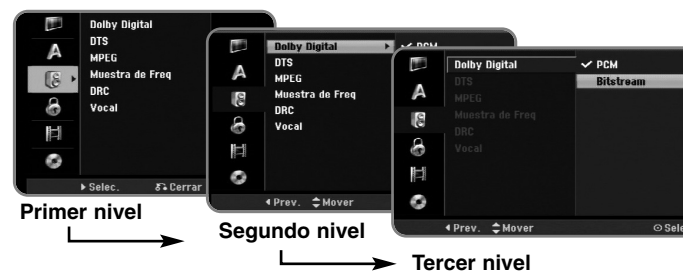 Dolby Digital
DTS
MPEG
Muestra de Freq
DRC
Vocal
A
Selec. Cerrar
Primer nivel
Dolby Digital PCM
DTS
MPEG
Muestra de Freq
DRC
Vocal
A
Prev. Mover
Segundo nivel
Dolby Digital PCM
DTS Bitstream
MPEG
Muestra de Freq
DRC
Vocal
A
Prev. Mover
Tercer nivel